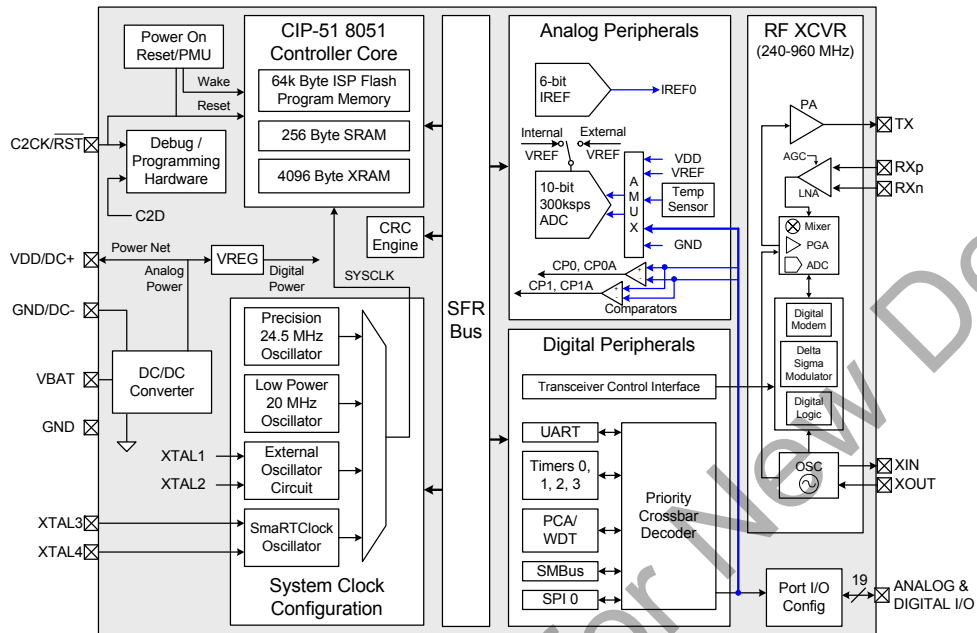 Power On
Reset/PMU
Wake
Reset
C2CK/RST
Debug /
Programming
Hardware
C2D
CIP-51 8051
Controller Core
64k Byte ISP Flash
Program Memory
256 Byte SRAM
4096 Byte XRAM
CRC
Engine
VDD/DC+
Power Net
Analog
Power
VREG
Digital
Power
SYSCLK
GND/DC-
VBAT
DC/DC
Converter
GND
XTAL1
XTAL2
XTAL3
XTAL4
Precision
24.5 MHz
Oscillator
Low Power
20 MHz
Oscillator
External
Oscillator
Circuit
SmaRTClock
Oscillator
System Clock
Configuration
SFR
Bus
Analog Peripherals
6-bit
IREF
IREF0
Internal
VREF
External
VREF
10-bit
300ksps
ADC
A
M
U
X
VDD
VREF
Temp
Sensor
GND
CP0, CP0A
CP1, CP1A
+
-
+
-
Comparators
Digital Peripherals
Transceiver Control Interface
UART
Timers 0,
1, 2, 3
PCA/
WDT
SMBus
SPI 0
Priority
Crossbar
Decoder
RF XCVR
(240-960 MHz)
PA
TX
AGC
LNA
RXp
RXn
Mixer
PGA
ADC
Digital
Modem
Delta
Sigma
Modulator
Digital
Logic
OSC
XIN
XOUT
Port I/O
Config
19
ANALOG &
DIGITAL I/O
for New De